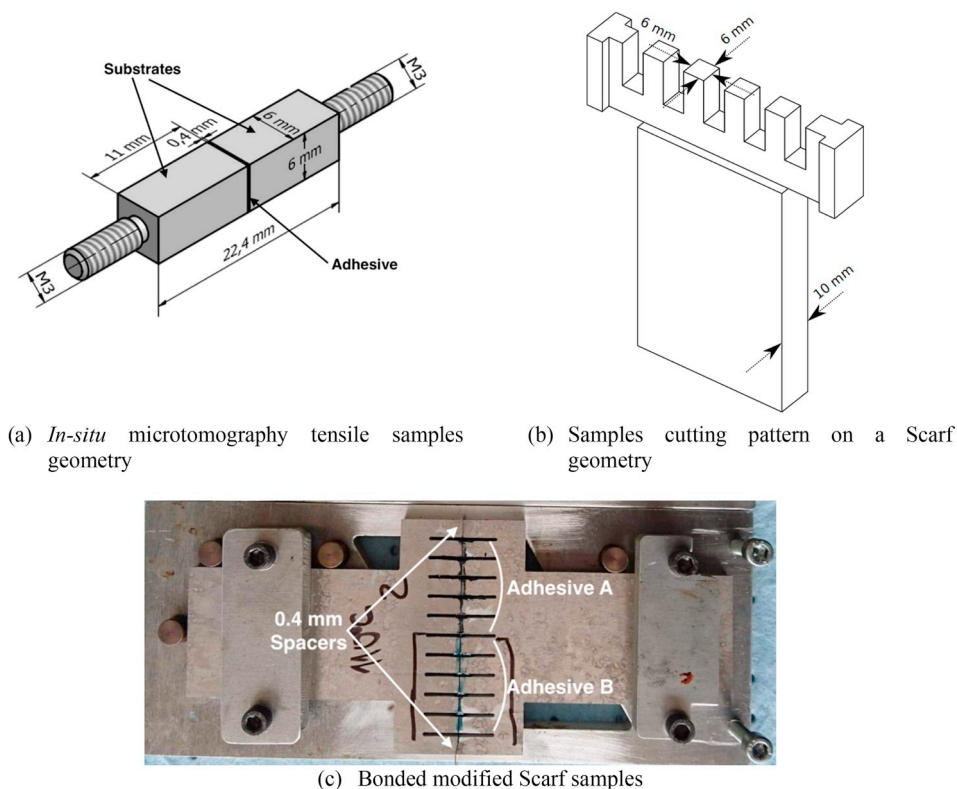 Substrates
M3
0,4 mm
11 mm
6 mm
6 mm
22,4 mm
Adhesive
M3
6 mm
6 mm
10 mm
(a) In-situ microtomography tensile samples
geometry
(b) Samples cutting pattern on a Scarf
geometry
Adhesive A
0.4 mm
Spacers
Adhesive B
(c) Bonded modified Scarf samples